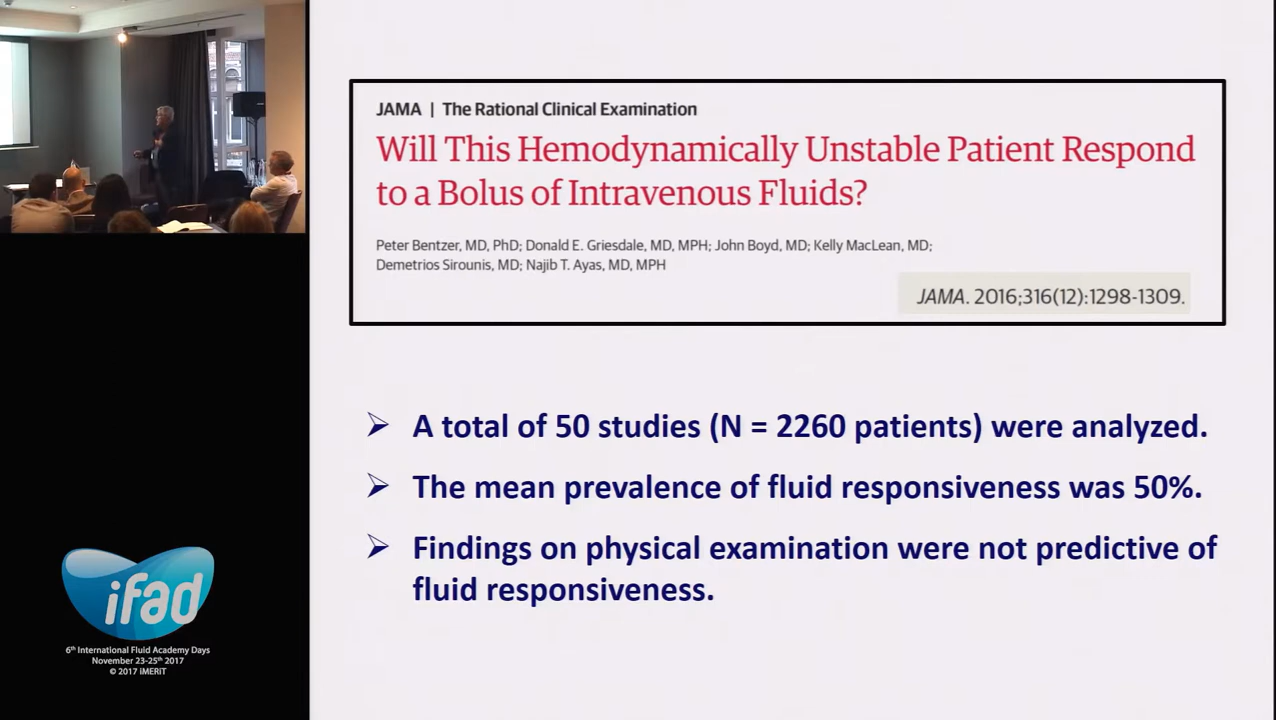 JAMA | The Rational Clinical Examination
Will This Hemodynamically Unstable Patient Respond
to a Bolus of Intravenous Fluids?
Peter Bentzer, MD, PhD; Donald E. Griesdale, MD, MPH; John Boyd, MD; Kelly MacLean, MD;
Demetrios Sirounis, MD; Najib T. Ayas, MD, MPH
JAMA. 2016;316(12):1298-1309.
➢ A total of 50 studies (N = 2260 patients) were analyzed.
➢ The mean prevalence of fluid responsiveness was 50%.
➢ Findings on physical examination were not predictive of
fluid responsiveness.
ifad
6th International Fluid Academy Days
November 23-25th 2017
© 2017 iMERiT